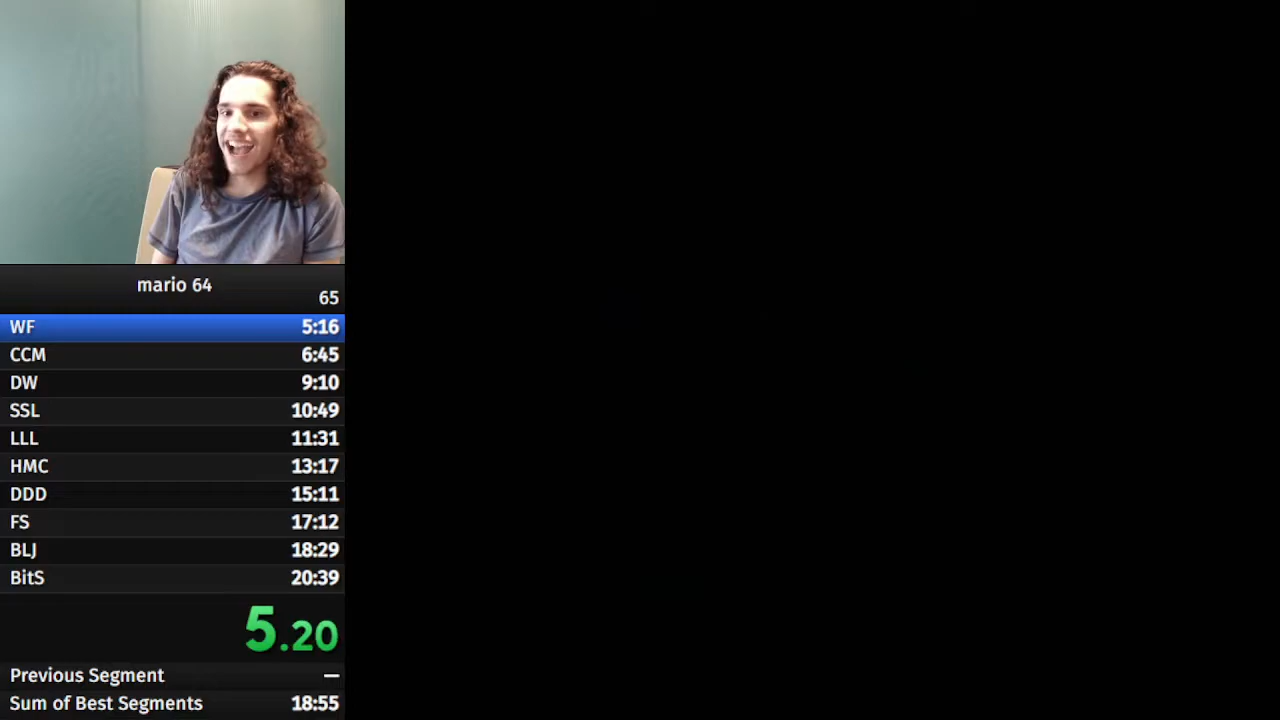 mario 64
65
WF 5:16
CCM 6:45
DW 9:10
SSL 10:49
LLL 11:31
HMC 13:17
DDD 15:11
FS 17:12
BLJ 18:29
BitS 20:39
5.20
Previous Segment —
Sum of Best Segments 18:55